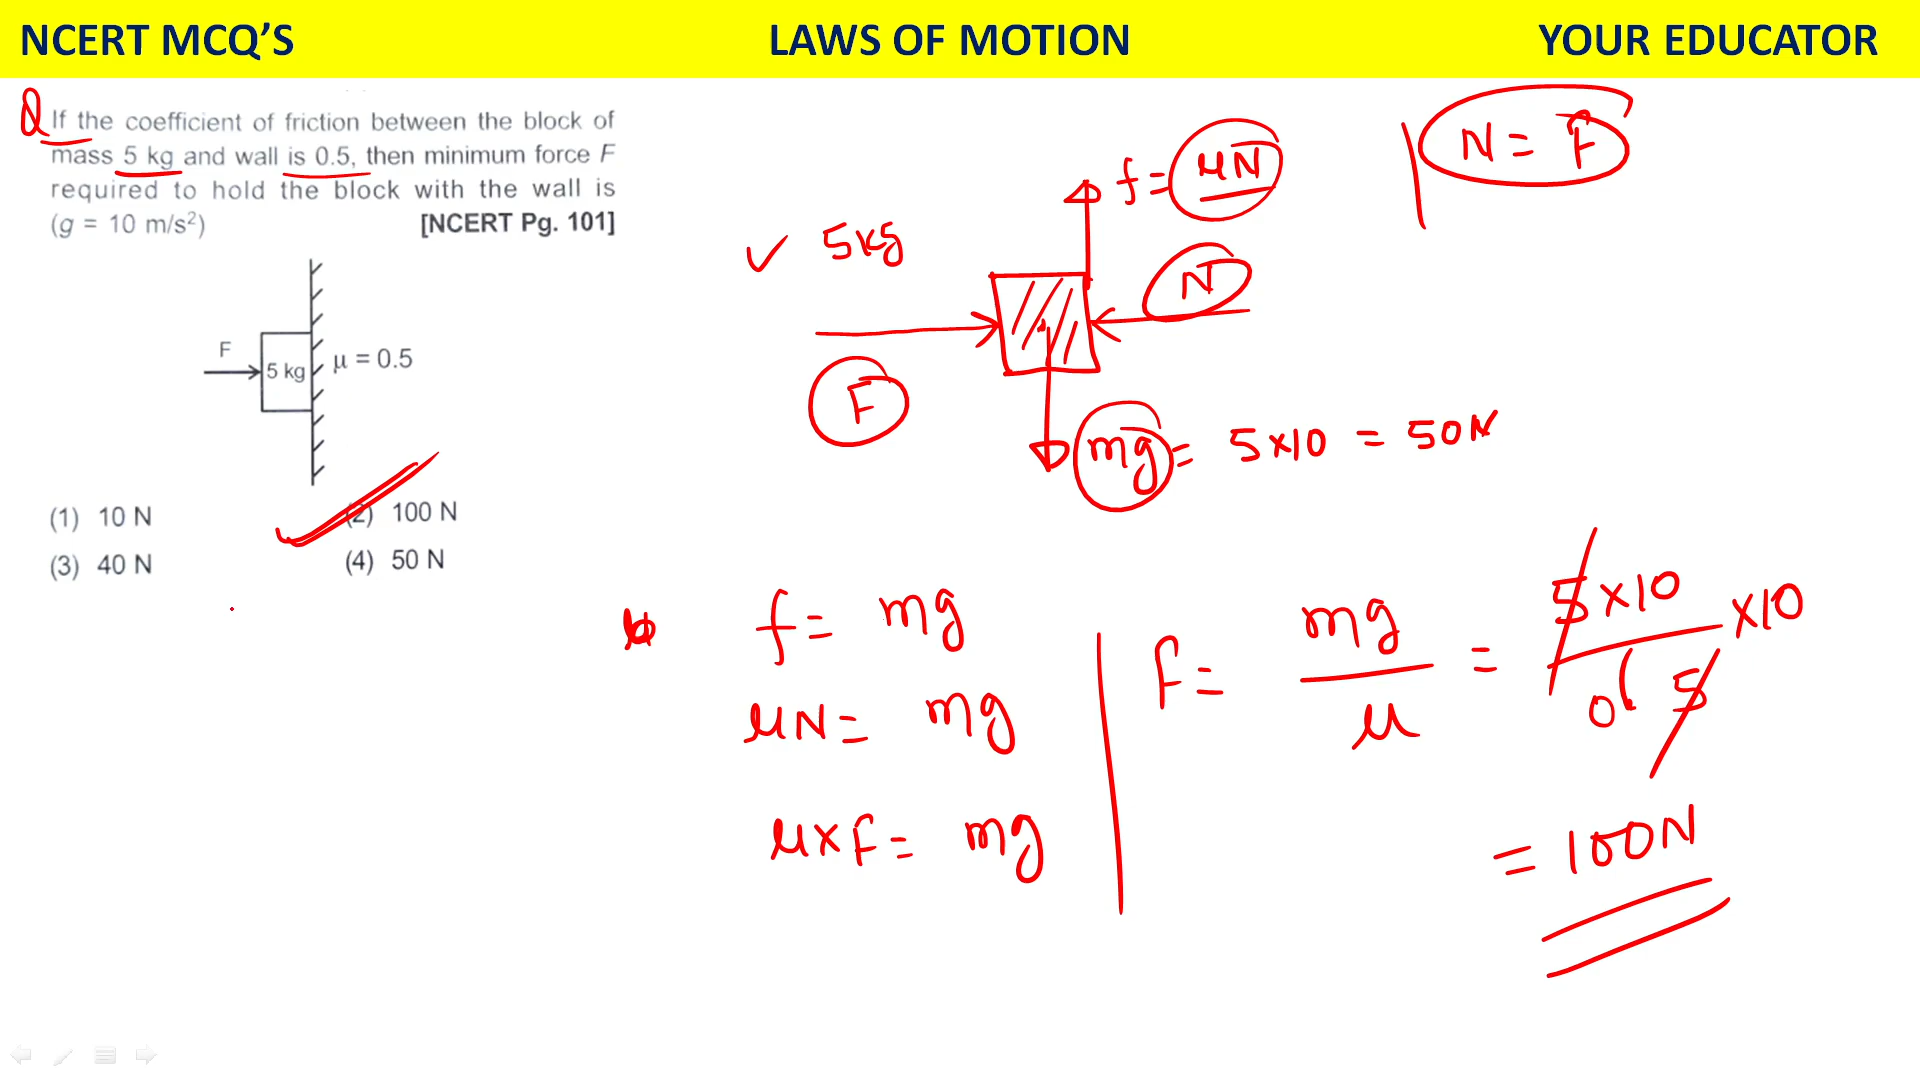 NCERT MCQ'S LAWS OF MOTION YOUR EDUCATOR
Q If the coefficient of friction between the block of
mass 5 kg and wall is 0.5, then minimum force F
required to hold the block with the wall is
(g = 10 m/s²) [NCERT Pg. 101]
F
5 kg
μ = 0.5
(1) 10 N (2) 100 N
(3) 40 N (4) 50 N
5kg
f = μN
N = F
N
F
mg = 5×10 = 50N
f = mg
μN = mg
μ×F = mg
F = mg/μ = 5×10/0.5 ×10
= 100N